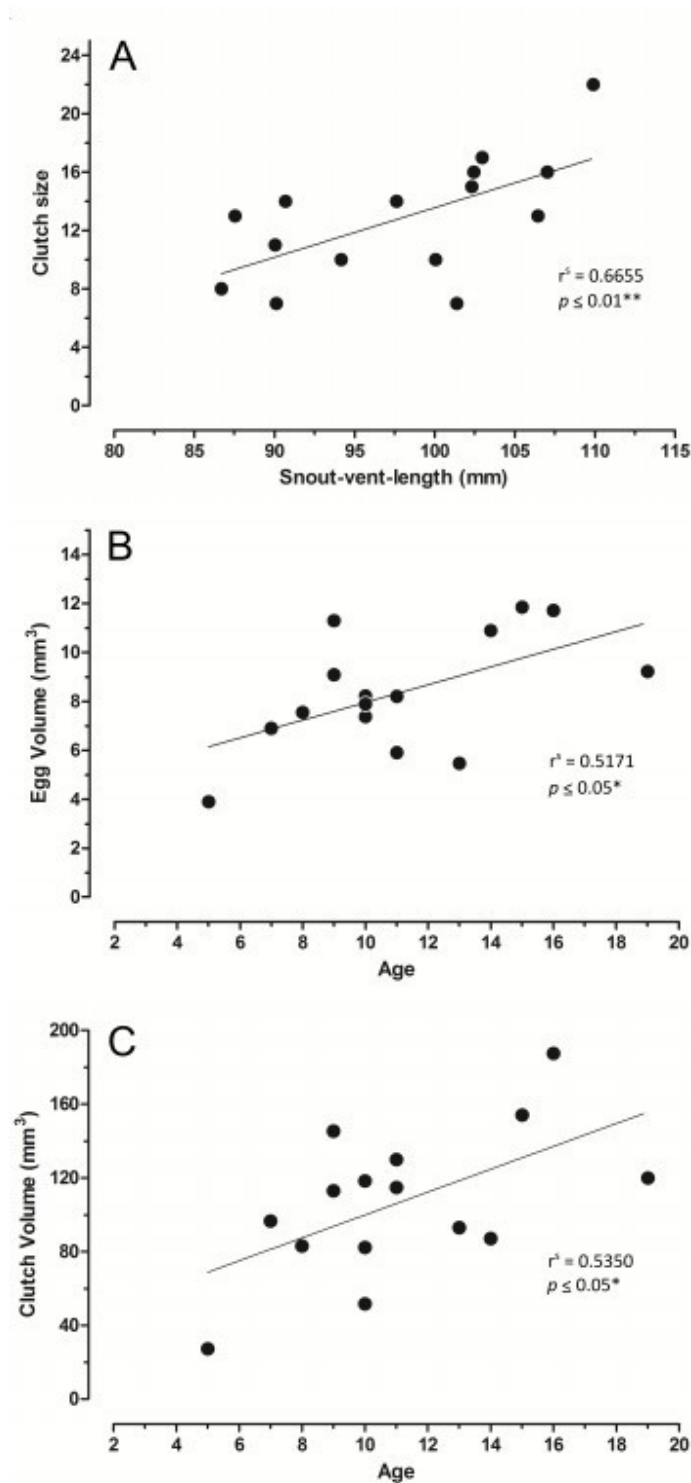 A
24
20
16
12
8
4
0
Clutch size
rˢ = 0.6655
p ≤ 0.01**
80 85 90 95 100 105 110 115
Snout-vent-length (mm)
B
14
12
10
8
6
4
2
0
Egg Volume (mm³)
rˢ = 0.5171
p ≤ 0.05*
2 4 6 8 10 12 14 16 18 20
Age
C
200
160
120
80
40
0
Clutch Volume (mm³)
rˢ = 0.5350
p ≤ 0.05*
2 4 6 8 10 12 14 16 18 20
Age